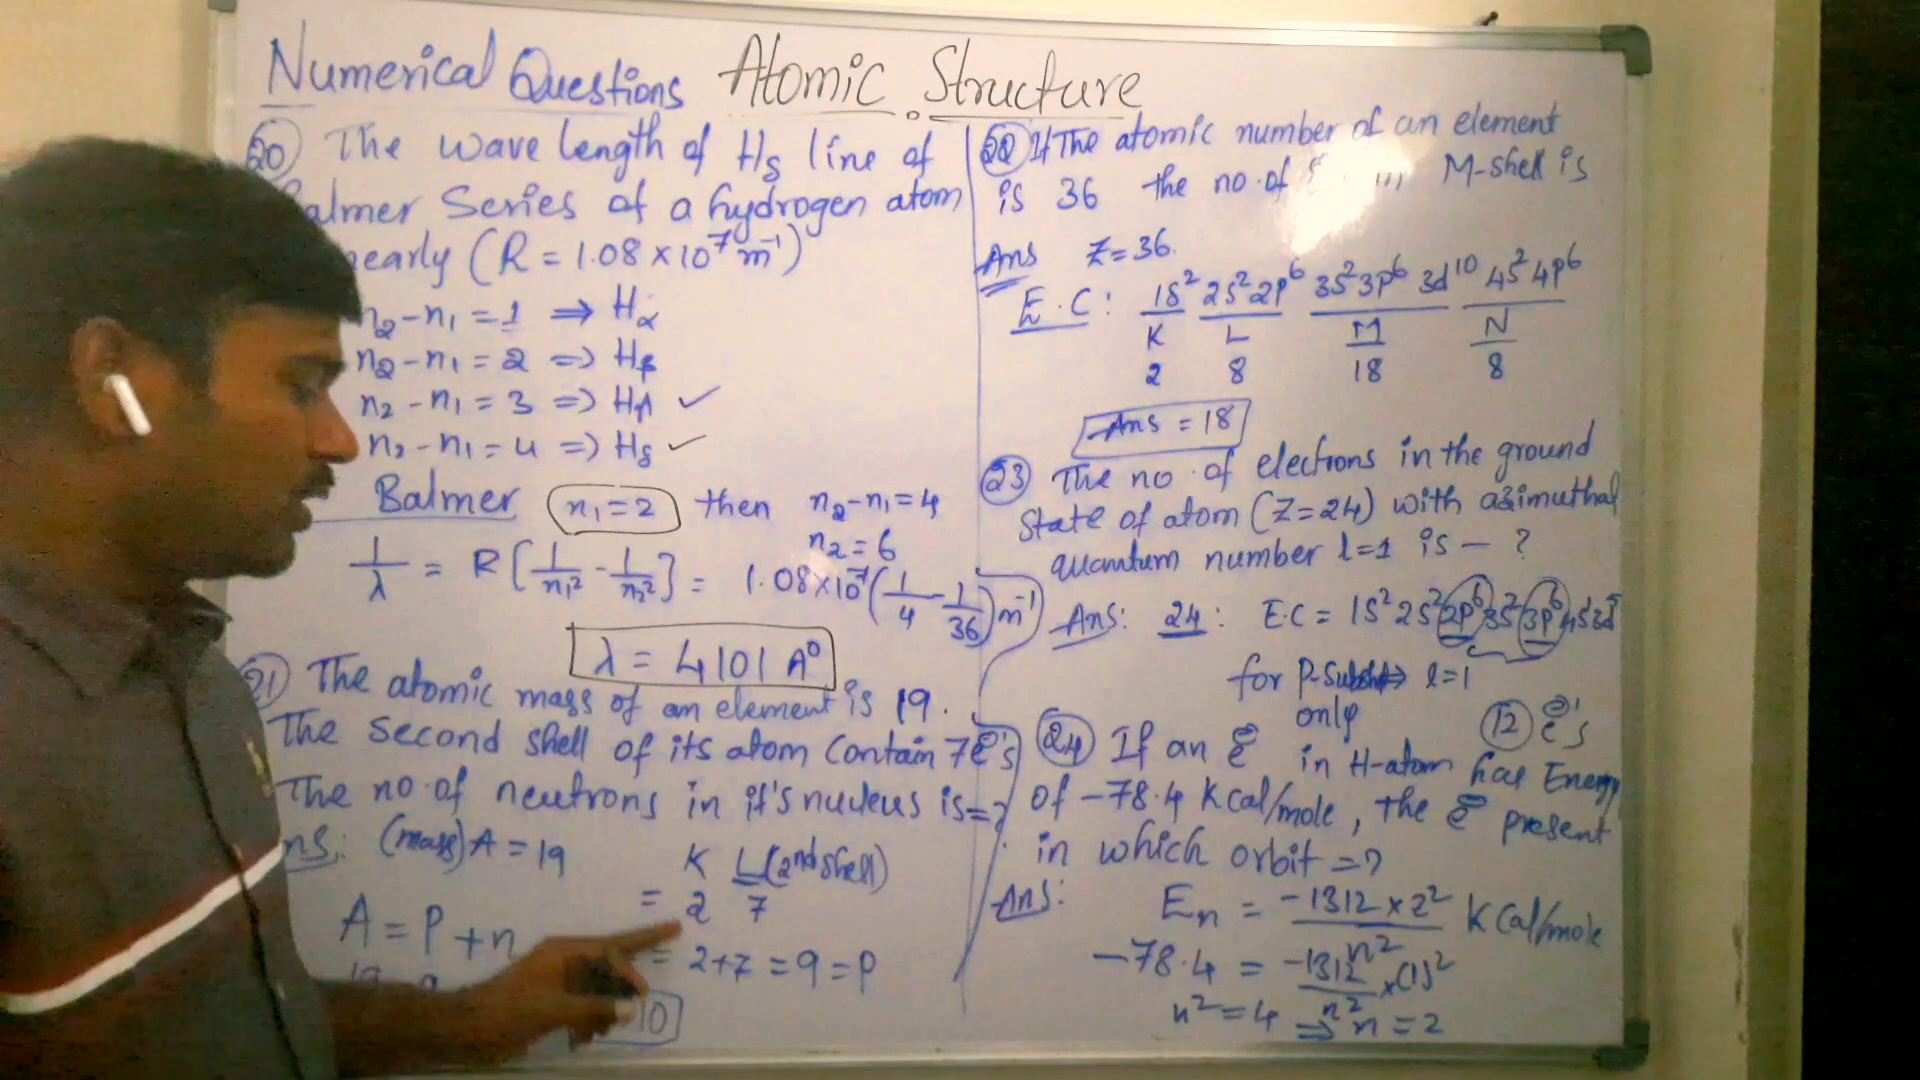 Numerical Questions Atomic Structure
20) The wave length of Hδ line of
almer Series of a hydrogen atom
nearly (R = 1.08 × 10⁷ m⁻¹)
n₂ - n₁ = 1 ⇒ Hα
n₂ - n₁ = 2 ⇒ Hβ
n₂ - n₁ = 3 ⇒ ✓
n₂ - n₁ = 4 ⇒ Hδ ✓
Balmer n₁ = 2 then n₂ - n₁ = 4
n₂ = 6
1/λ = R[1/n₁² - 1/n₂²] = 1.08×10⁷(1/4 - 1/36) m⁻¹
λ = 4101 A⁰
21) The atomic mass of an element is 19.
The second shell of its atom contain 7e⁻'s
The no. of neutrons in it's nucleus is = ?
ns: (mass) A = 19
K L(2nd shell)
= 2 7
A = P + n
= 2+7 = 9 = P
10
22) If The atomic number of an element
is 36 the no. of M-shell is
Ans Z = 36.
E.C: 1s² 2s² 2p⁶ 3s² 3p⁶ 3d¹⁰ 4s² 4p⁶
K L M N
2 8 18 8
Ans = 18
23) The no. of electrons in the ground
State of atom (Z=24) with azimuthal
quantum number l=1 is — ?
Ans: 24: E.C = 1s² 2s² 2p⁶ 3s² 3p⁶ 4s¹ 3d⁵
for P-Subshell ⇒ l=1
only 12 e⁻'s
24) If an e⁻ in H-atom has Energy
of -78.4 Kcal/mole, the e⁻ present
in which orbit = ?
Ans: Eₙ = -1312 × z²/n² Kcal/mole
-78.4 = -1312/n² × (1)²
n² = 4 ⇒ n = 2